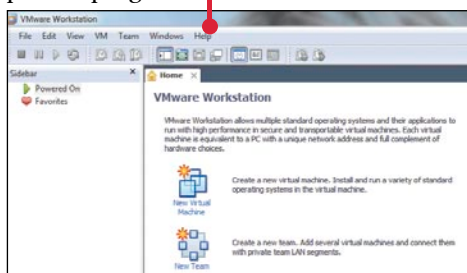 VMware Workstation
File Edit View VM Team Windows Help
Sidebar
Powered On
Favorites
Home
VMware Workstation
VMware Workstation allows multiple standard operating systems and their applications to
run with high performance in secure and transportable virtual machines. Each virtual
machine is equivalent to a PC with a unique network address and full complement of
hardware choices.
New Virtual
Machine
Create a new virtual machine. Install and run a variety of standard
operating systems in the virtual machine.
New Team
Create a new team. Add several virtual machines and connect them
with private team LAN segments.